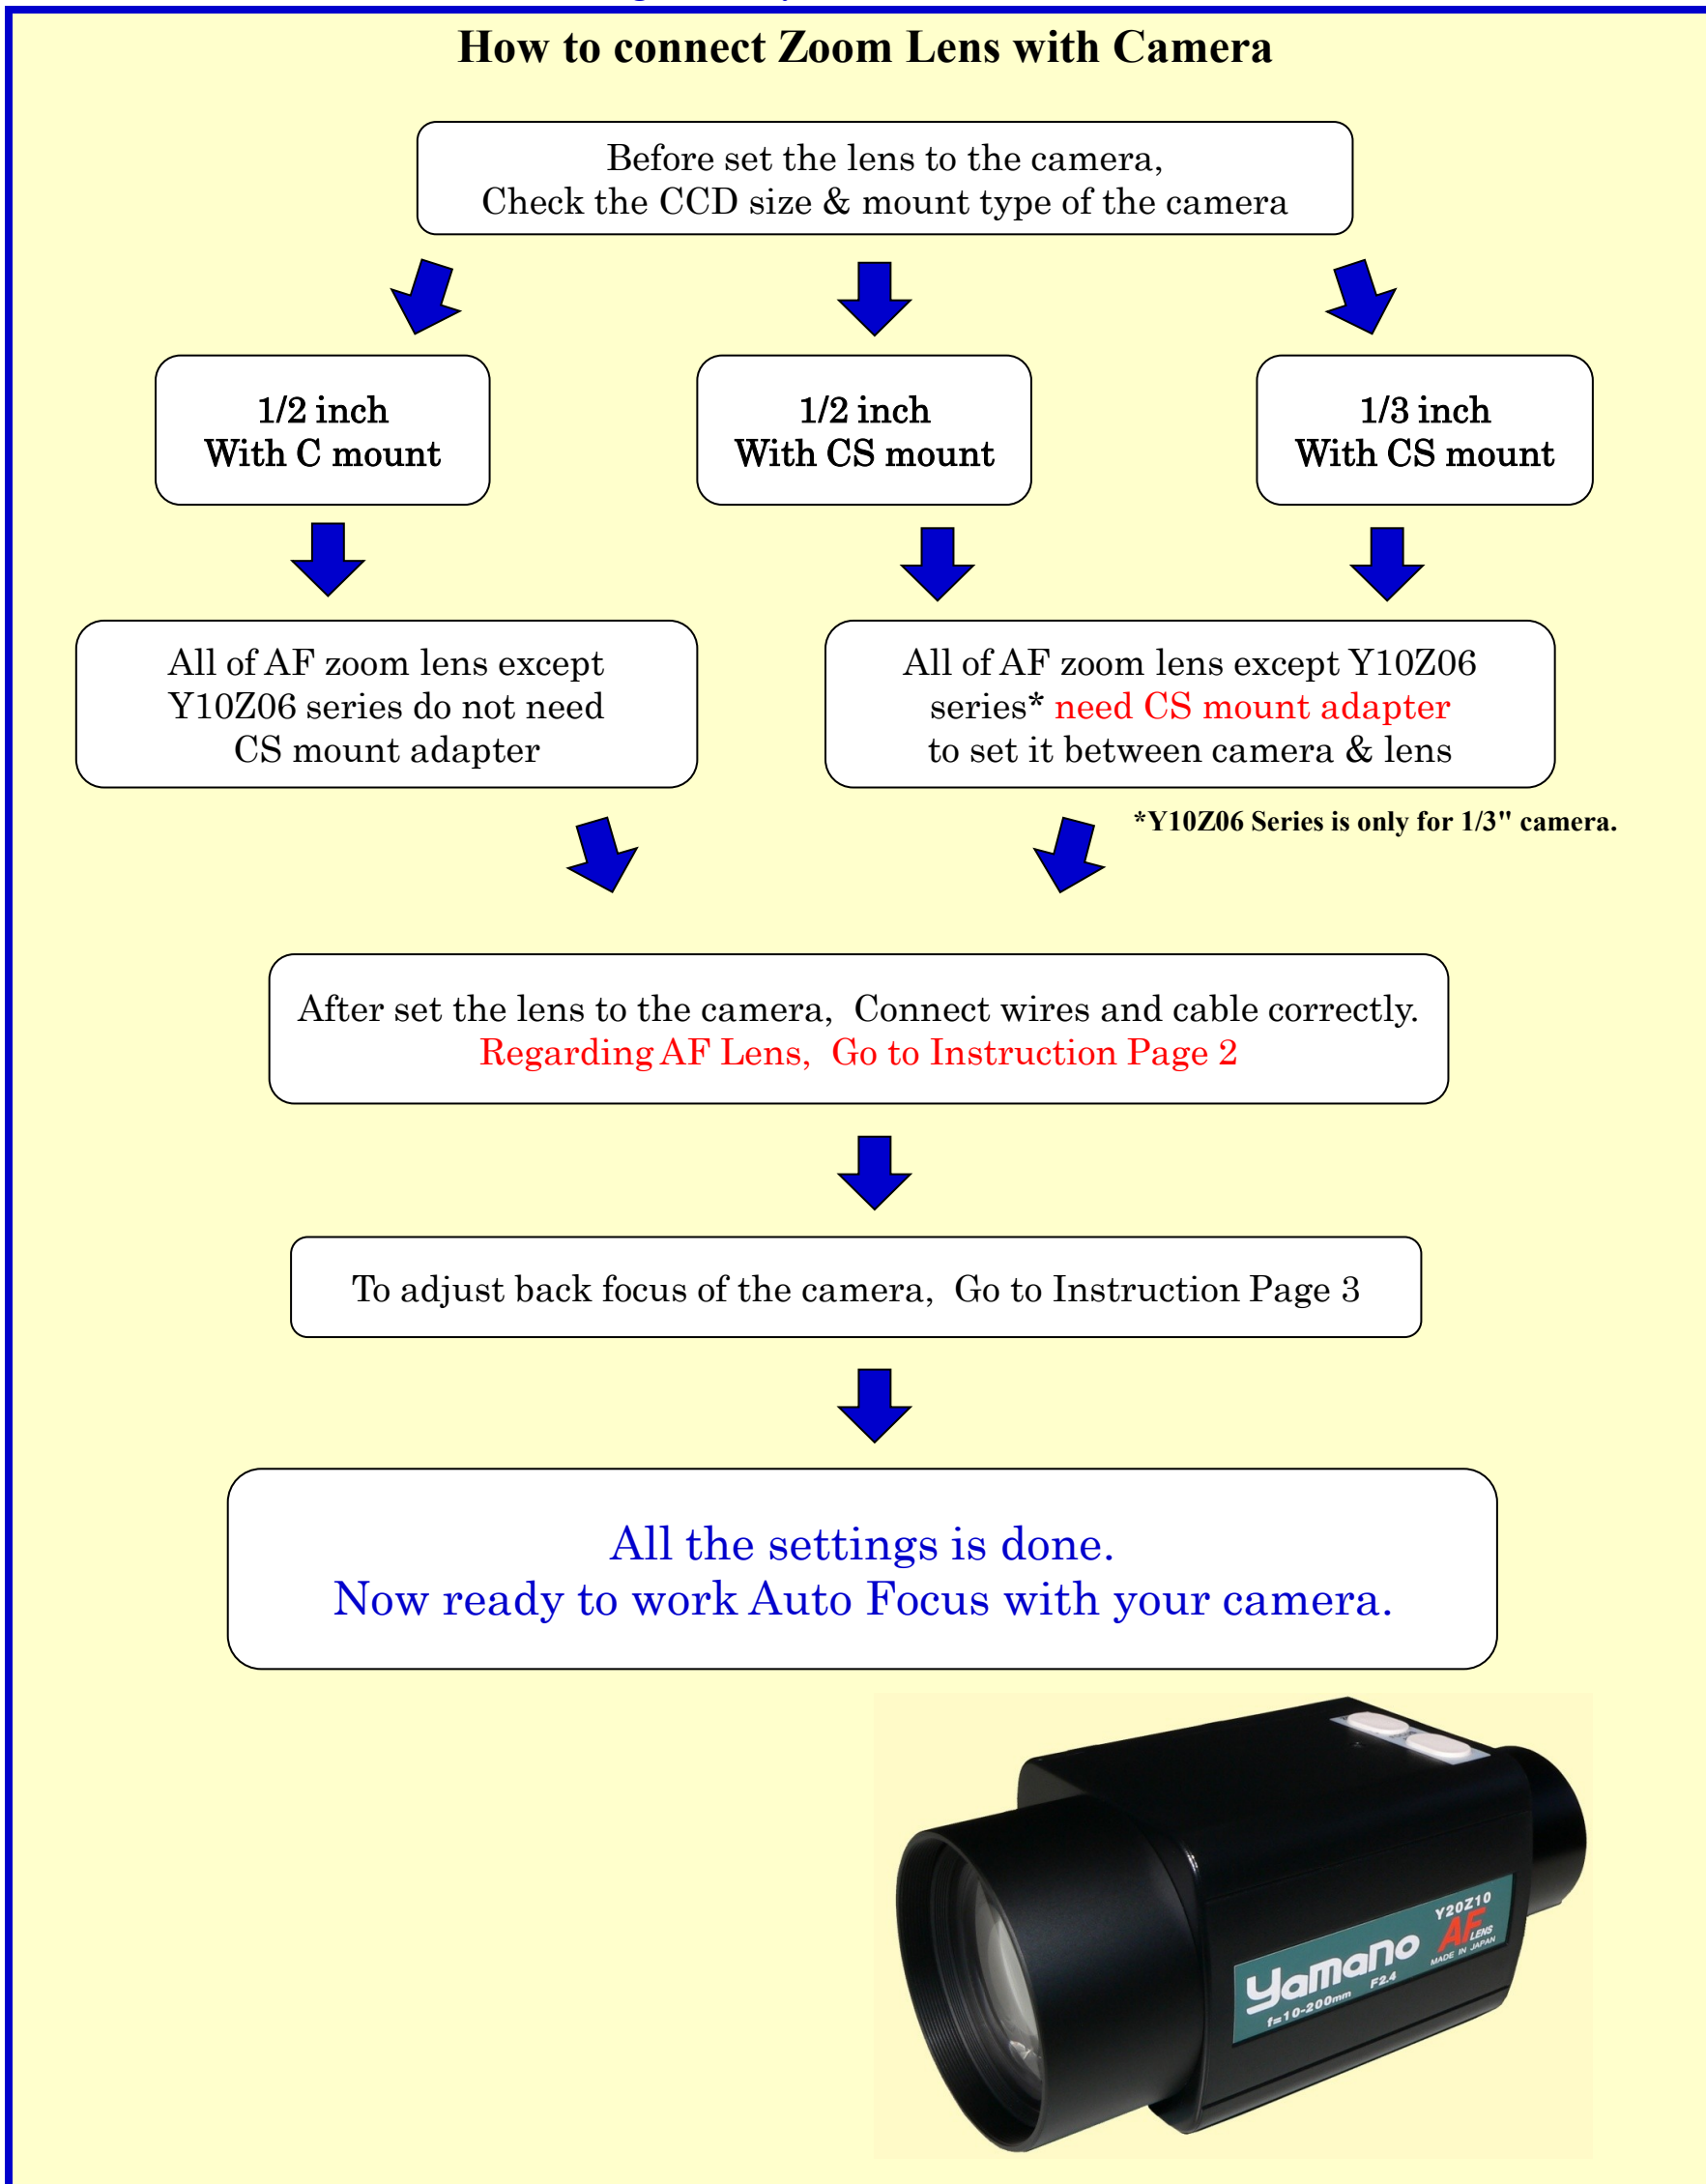 How to connect Zoom Lens with Camera
Before set the lens to the camera,
Check the CCD size & mount type of the camera
1/2 inch
With C mount
1/2 inch
With CS mount
1/3 inch
With CS mount
All of AF zoom lens except
Y10Z06 series do not need
CS mount adapter
All of AF zoom lens except Y10Z06
series* need CS mount adapter
to set it between camera & lens
*Y10Z06 Series is only for 1/3" camera.
After set the lens to the camera, Connect wires and cable correctly.
Regarding AF Lens, Go to Instruction Page 2
To adjust back focus of the camera, Go to Instruction Page 3
All the settings is done.
Now ready to work Auto Focus with your camera.
Y20Z10
AF LENS
MADE IN JAPAN
yamano
f=10-200mm F2.4